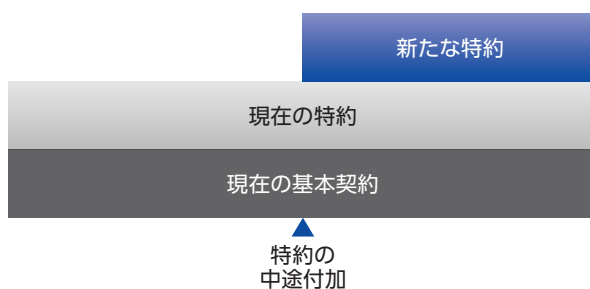 新たな特約
現在の特約
現在の基本契約
特約の
中途付加